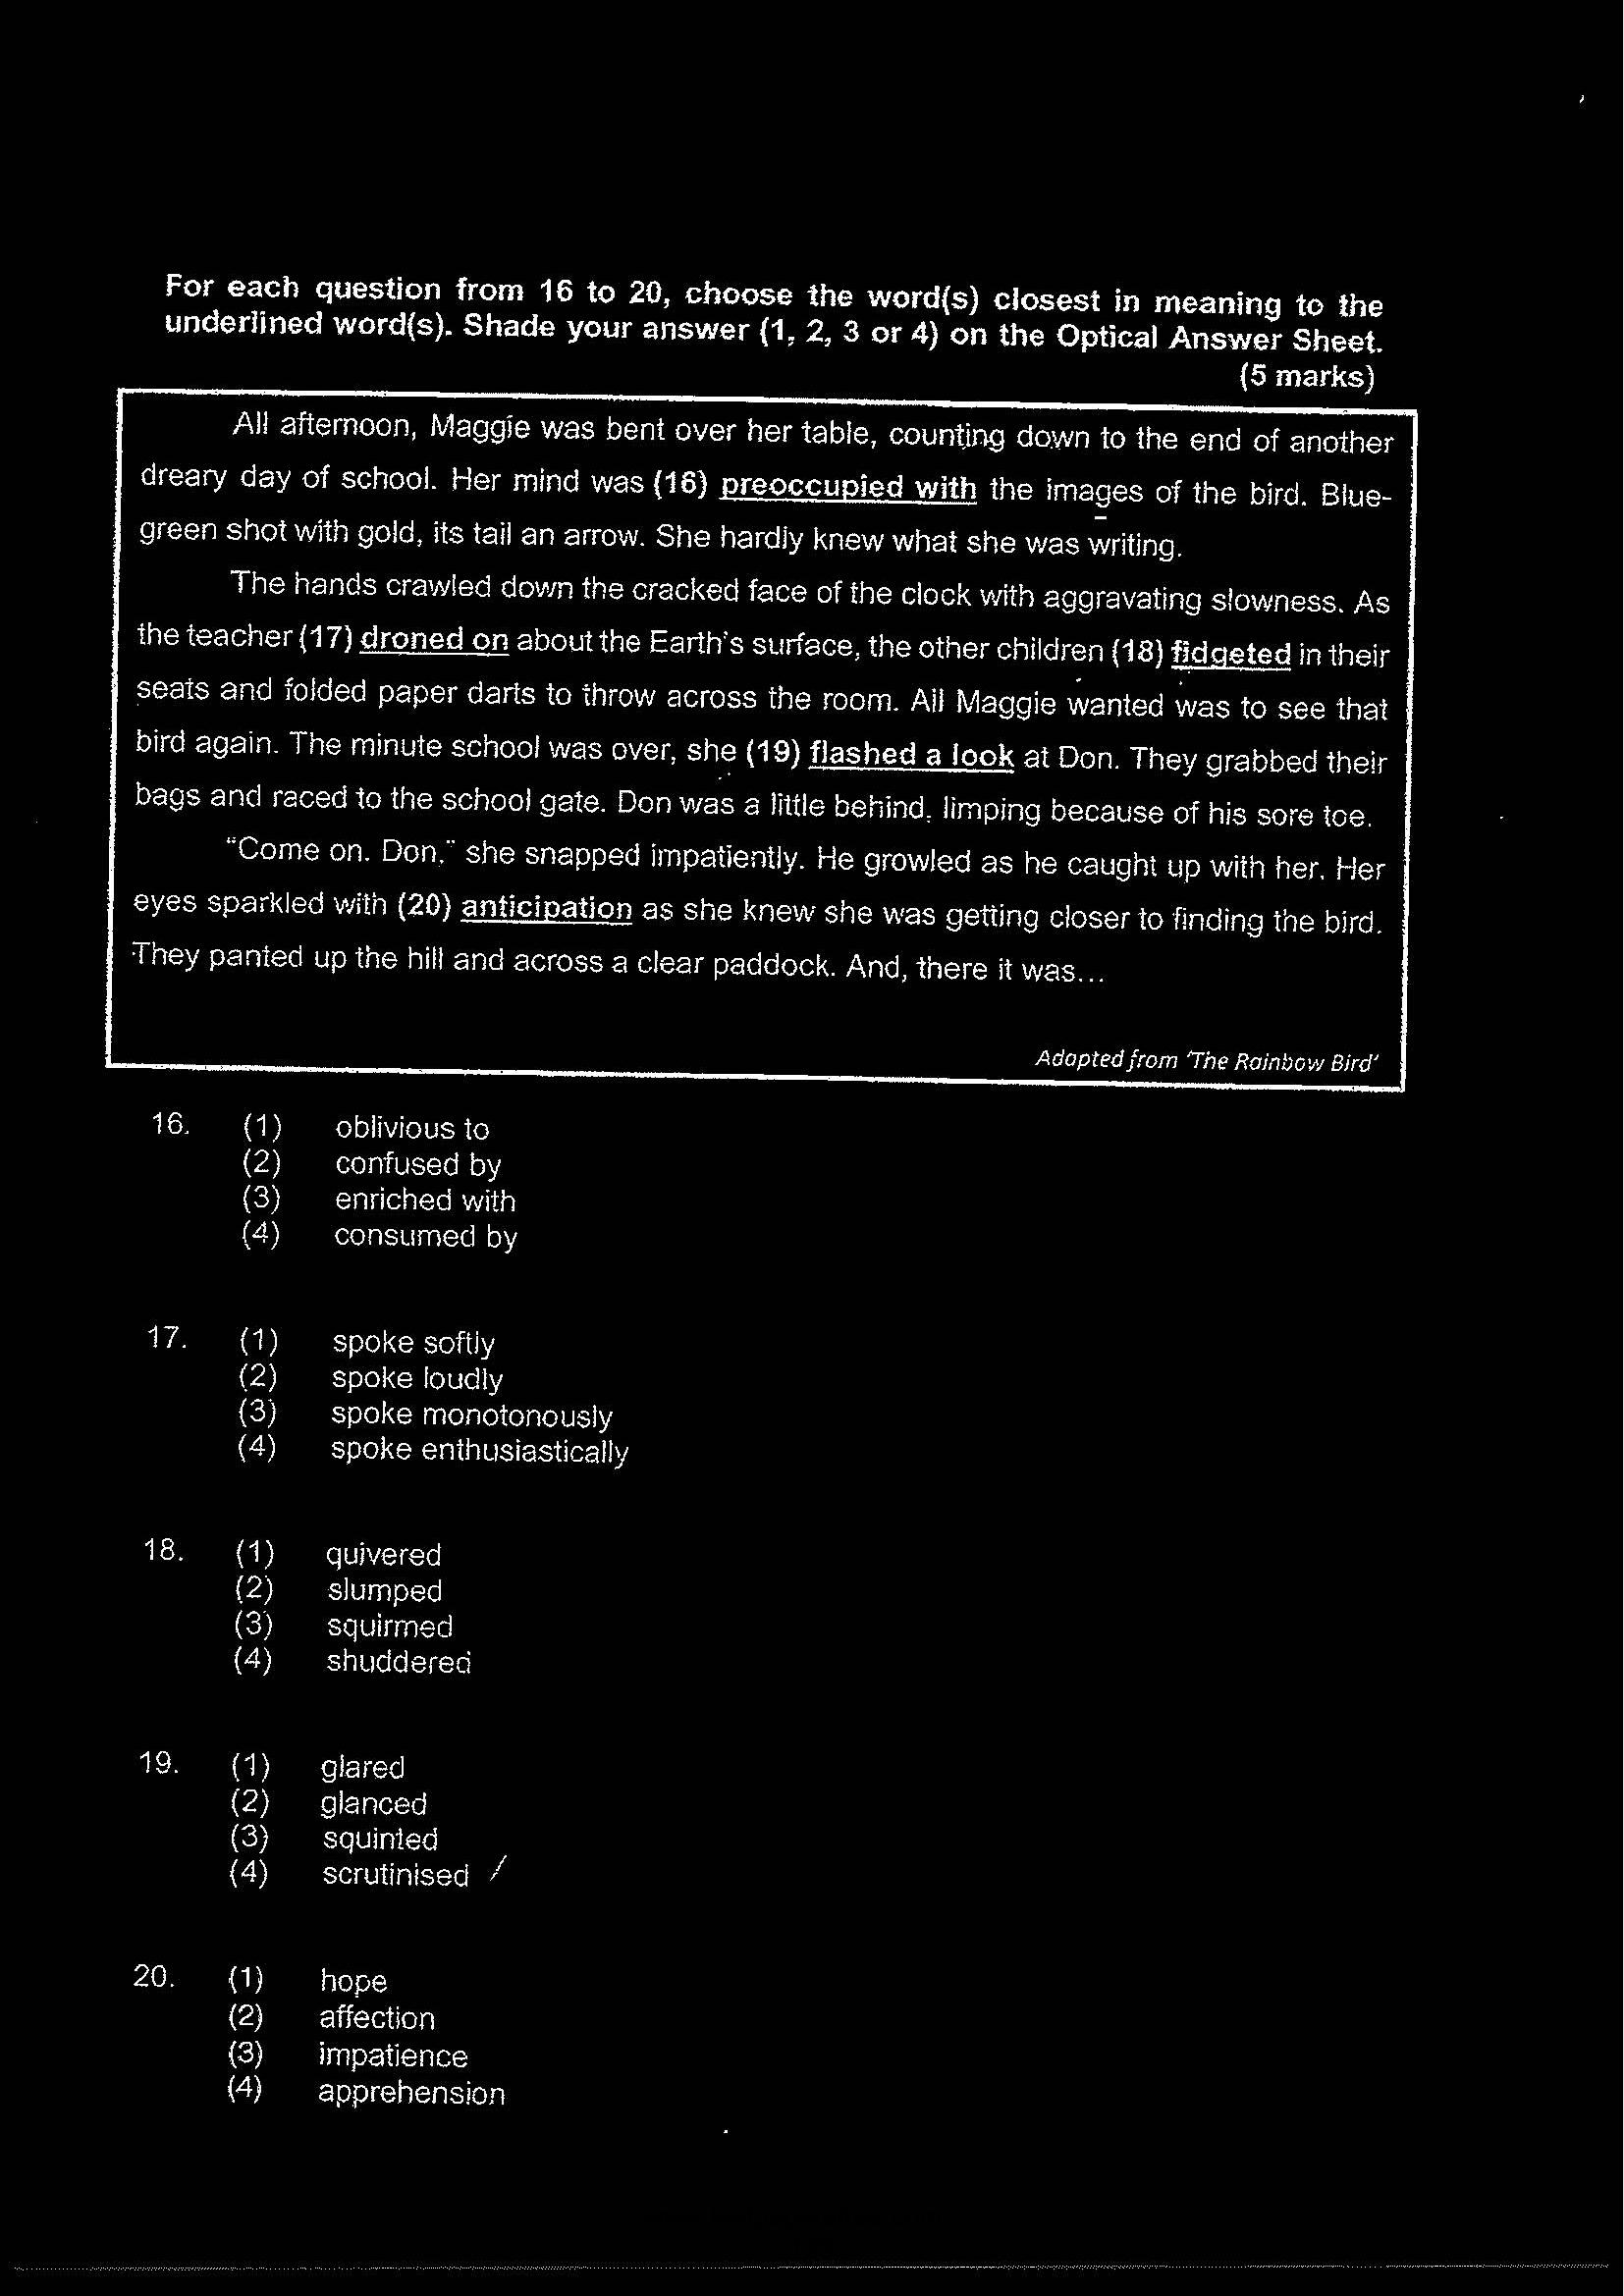 For each question from 16 to 20, choose the word(s) closest in meaning to the
underlined word(s). Shade your answer (1, 2, 3 or 4) on the Optical Answer Sheet.
(5 marks)
All afternoon, Maggie was bent over her table, counting down to the end of another
dreary day of school. Her mind was (16) preoccupied with the images of the bird. Blue-
green shot with gold, its tail an arrow. She hardly knew what she was writing.
The hands crawled down the cracked face of the clock with aggravating slowness. As
the teacher (17) droned on about the Earth's surface, the other children (18) fidgeted in their
seats and folded paper darts to throw across the room. All Maggie wanted was to see that
bird again. The minute school was over, she (19) flashed a look at Don. They grabbed their
bags and raced to the school gate. Don was a little behind, limping because of his sore toe.
"Come on. Don," she snapped impatiently. He growled as he caught up with her. Her
eyes sparkled with (20) anticipation as she knew she was getting closer to finding the bird.
They panted up the hill and across a clear paddock. And, there it was...
Adapted from 'The Rainbow Bird'
16. (1) oblivious to
(2) confused by
(3) enriched with
(4) consumed by
17. (1) spoke softly
(2) spoke loudly
(3) spoke monotonously
(4) spoke enthusiastically
18. (1) quivered
(2) slumped
(3) squirmed
(4) shuddered
19. (1) glared
(2) glanced
(3) squinted
(4) scrutinised /
20. (1) hope
(2) affection
(3) impatience
(4) apprehension